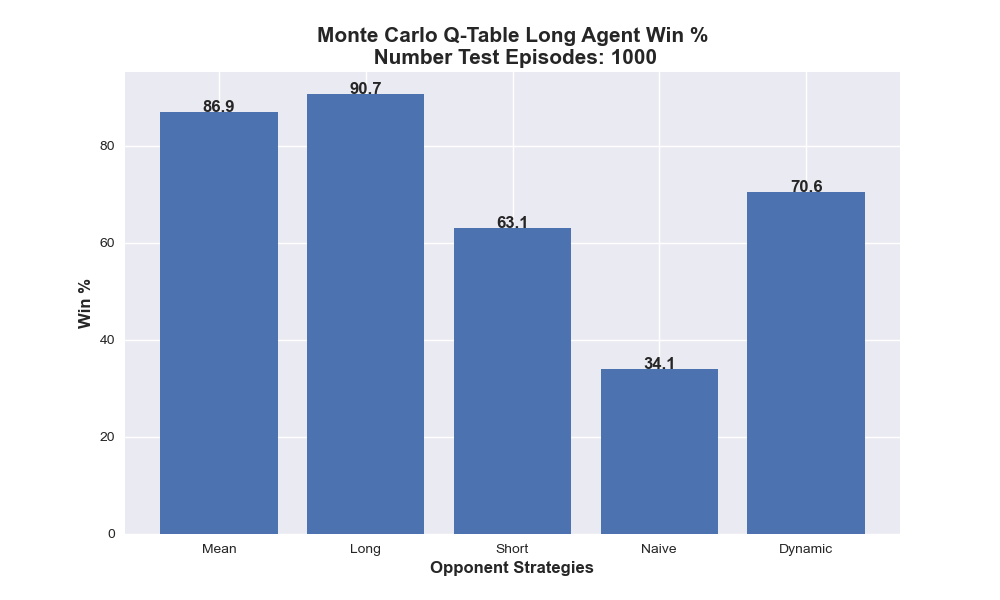 Monte Carlo Q-Table Long Agent Win %
Number Test Episodes: 1000
90.7
86.9
80
70.6
63.1
60
Win %
40
34.1
20
0
Mean Long Short Naive Dynamic
Opponent Strategies